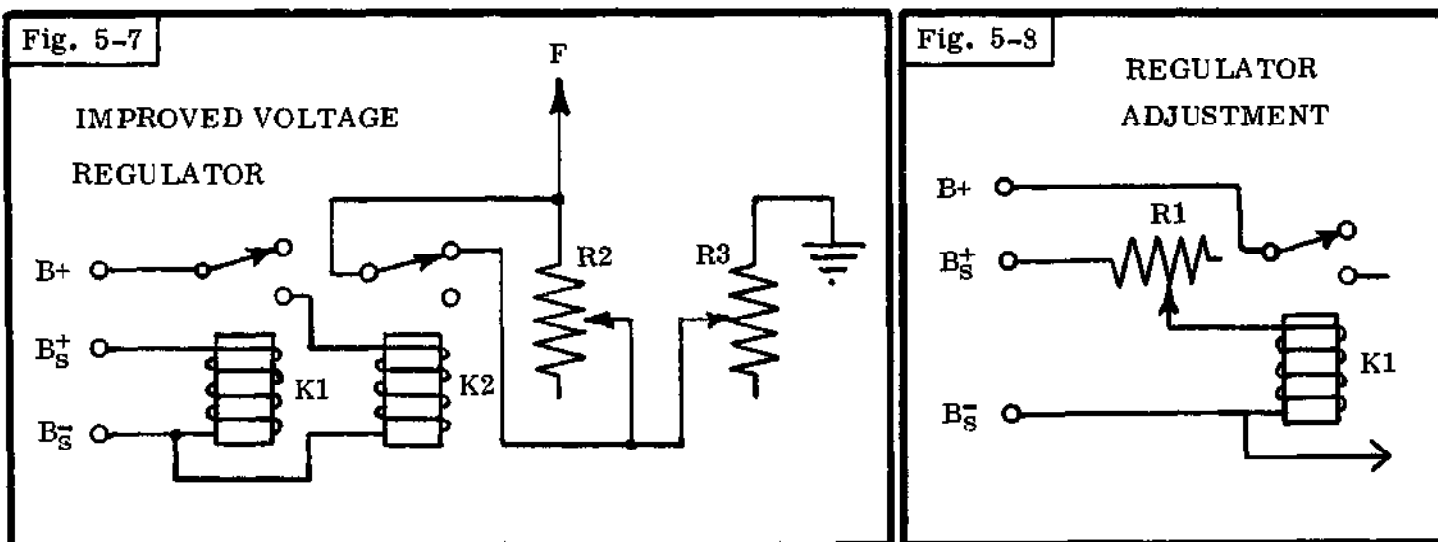 Fig. 5-7
IMPROVED VOLTAGE
REGULATOR
F
B+
R2
R3
B+S
K1
K2
B-S
Fig. 5-8
REGULATOR
ADJUSTMENT
B+
R1
B+S
K1
B-S